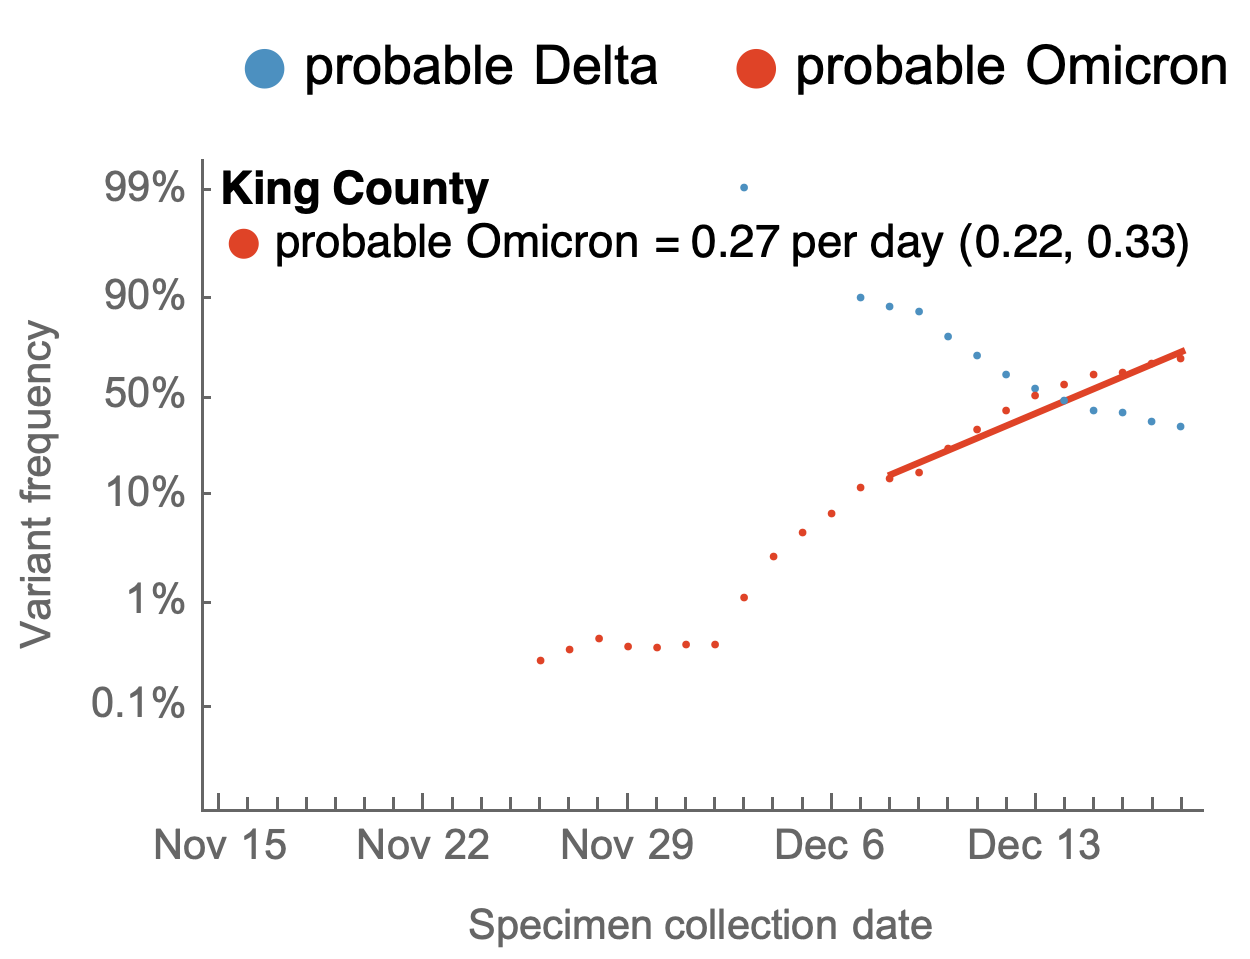 probable Delta probable Omicron
King County
probable Omicron = 0.27 per day (0.22, 0.33)
99%
90%
50%
10%
1%
0.1%
Variant frequency
Nov 15 Nov 22 Nov 29 Dec 6 Dec 13
Specimen collection date